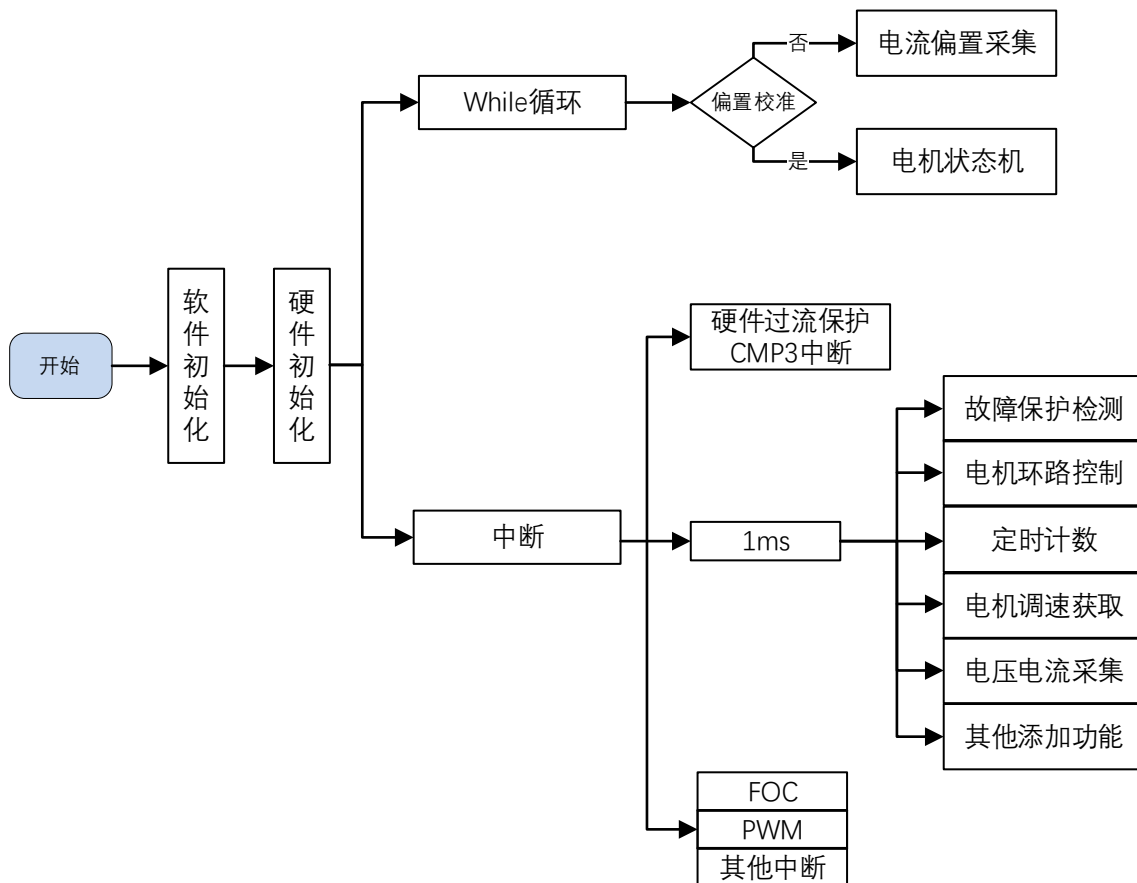 否
电流偏置采集
While循环
偏置校准
是
电机状态机
开始
软
件
初
始
化
硬
件
初
始
化
硬件过流保护
CMP3中断
中断
1ms
故障保护检测
电机环路控制
定时计数
电机调速获取
电压电流采集
其他添加功能
FOC
PWM
其他中断